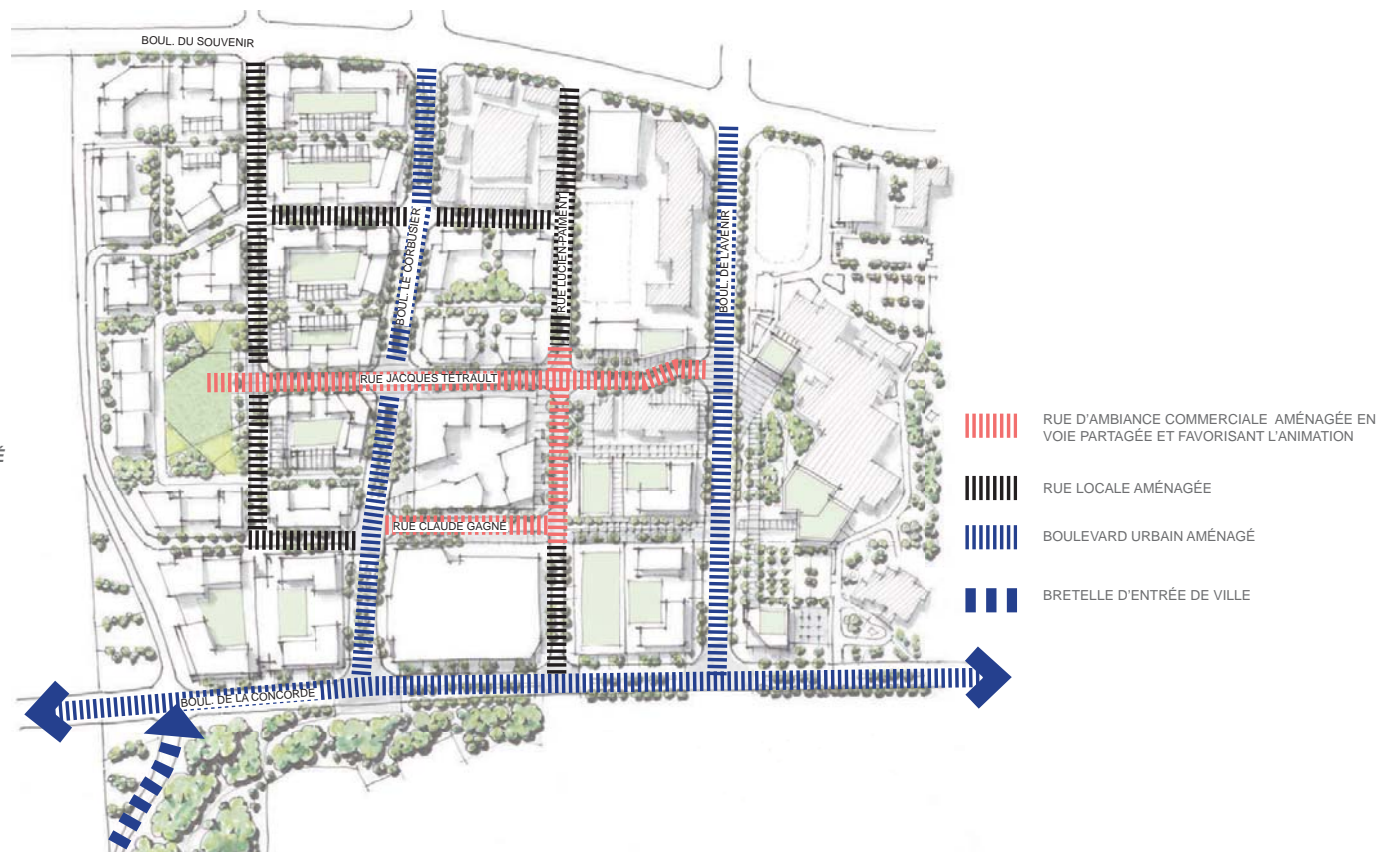 BOUL. DU SOUVENIR
BOUL. LE CORBUSIER
RUE LUCIEN-PAIMENT
BOUL. DE L'AVENIR
RUE JACQUES TÉTRAULT
RUE CLAUDE GAGNÉ
BOUL. DE LA CONCORDE
É
RUE D'AMBIANCE COMMERCIALE AMÉNAGÉE EN
VOIE PARTAGÉE ET FAVORISANT L'ANIMATION
RUE LOCALE AMÉNAGÉE
BOULEVARD URBAIN AMÉNAGÉ
BRETELLE D'ENTRÉE DE VILLE